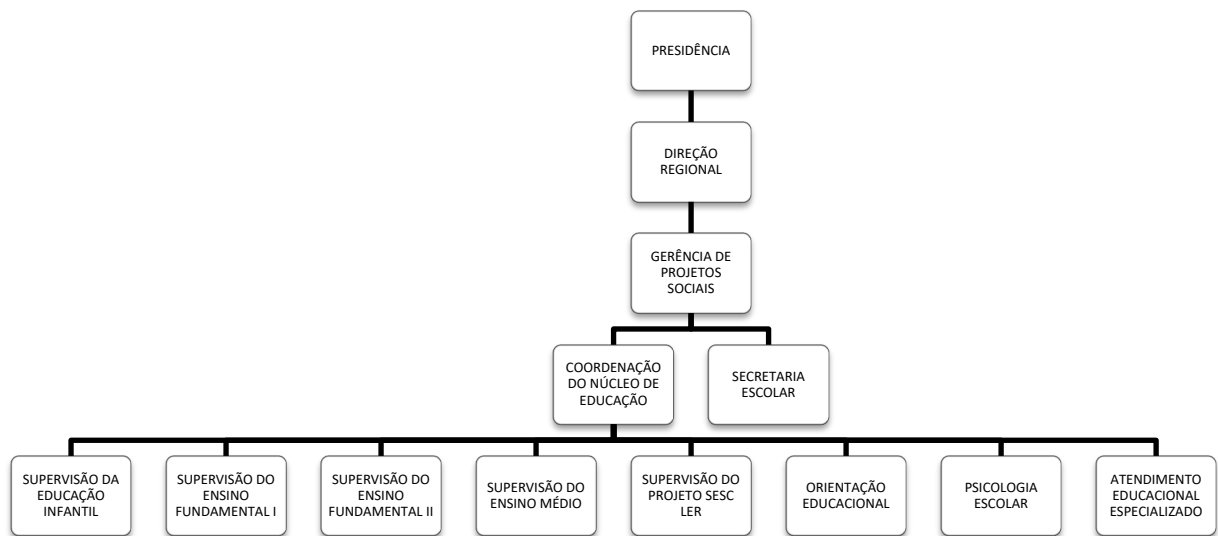 PRESIDÊNCIA
DIREÇÃO
REGIONAL
GERÊNCIA DE
PROJETOS
SOCIAIS
COORDENAÇÃO
DO NÚCLEO DE
EDUCAÇÃO
SECRETARIA
ESCOLAR
SUPERVISÃO DA
EDUCAÇÃO
INFANTIL
SUPERVISÃO DO
ENSINO
FUNDAMENTAL I
SUPERVISÃO DO
ENSINO
FUNDAMENTAL II
SUPERVISÃO DO
ENSINO MÉDIO
SUPERVISÃO DO
PROJETO SESC
LER
ORIENTAÇÃO
EDUCACIONAL
PSICOLOGIA
ESCOLAR
ATENDIMENTO
EDUCACIONAL
ESPECIALIZADO